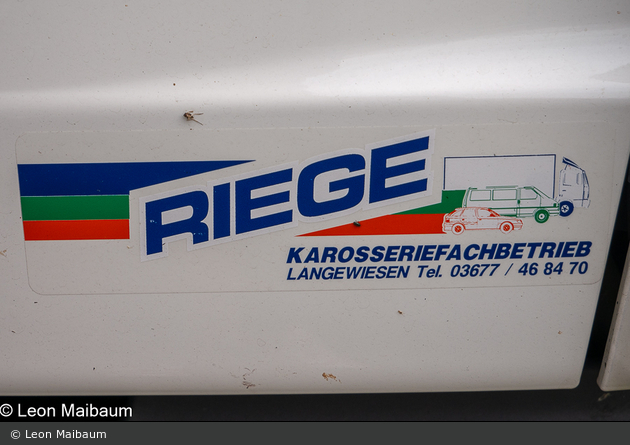 RIEGE
KAROSSERIEFACHBETRIEB
LANGEWIESEN Tel. 03677 / 46 84 70
© Leon Maibaum
© Leon Maibaum